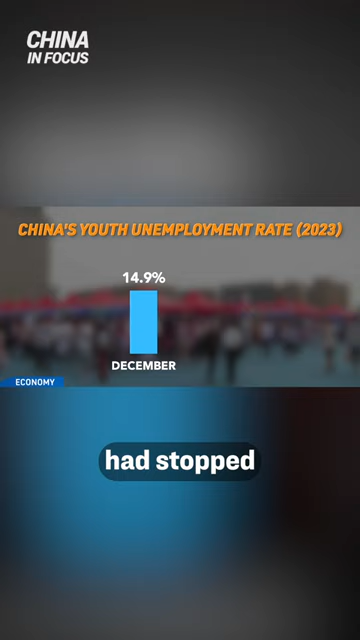 CHINA
IN FOCUS
CHINA'S YOUTH UNEMPLOYMENT RATE (2023)
14.9%
DECEMBER
ECONOMY
had stopped